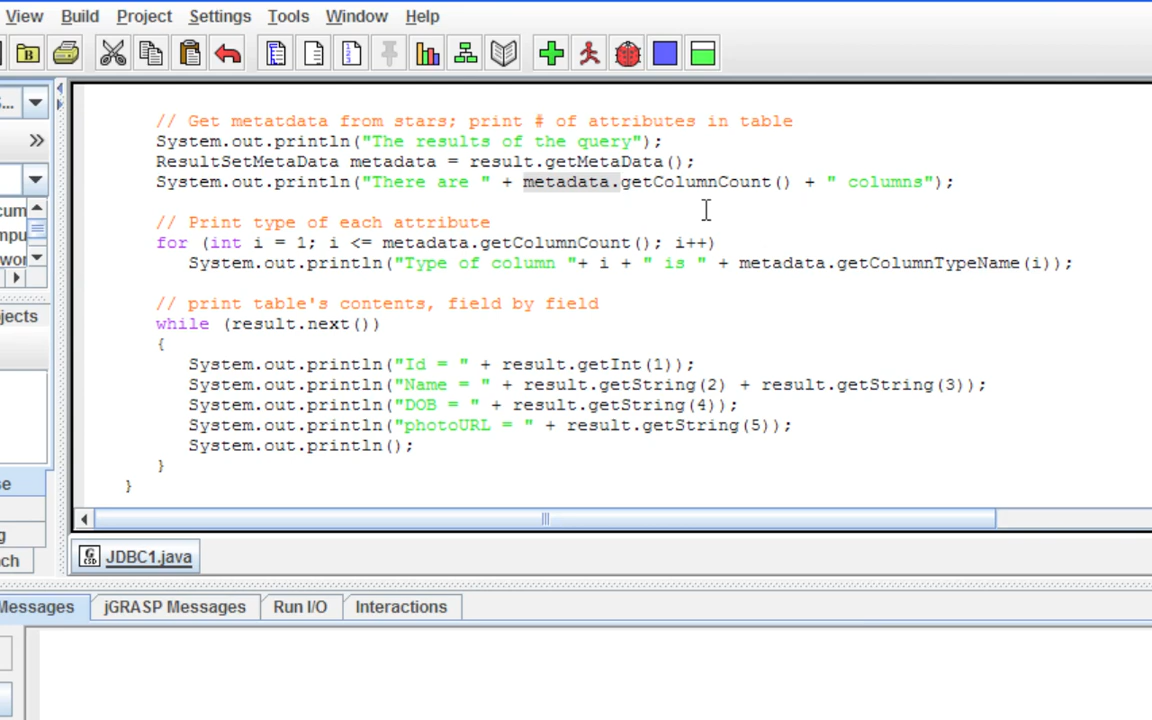 View Build Project Settings Tools Window Help
// Get metatdata from stars; print # of attributes in table
System.out.println("The results of the query");
ResultSetMetaData metadata = result.getMetaData();
System.out.println("There are " + metadata.getColumnCount() + " columns");
// Print type of each attribute
for (int i = 1; i <= metadata.getColumnCount(); i++)
System.out.println("Type of column "+ i + " is " + metadata.getColumnTypeName(i));
// print table's contents, field by field
while (result.next())
{
System.out.println("Id = " + result.getInt(1));
System.out.println("Name = " + result.getString(2) + result.getString(3));
System.out.println("DOB = " + result.getString(4));
System.out.println("photoURL = " + result.getString(5));
System.out.println();
}
}
JDBC1.java
Messages jGRASP Messages Run I/O Interactions